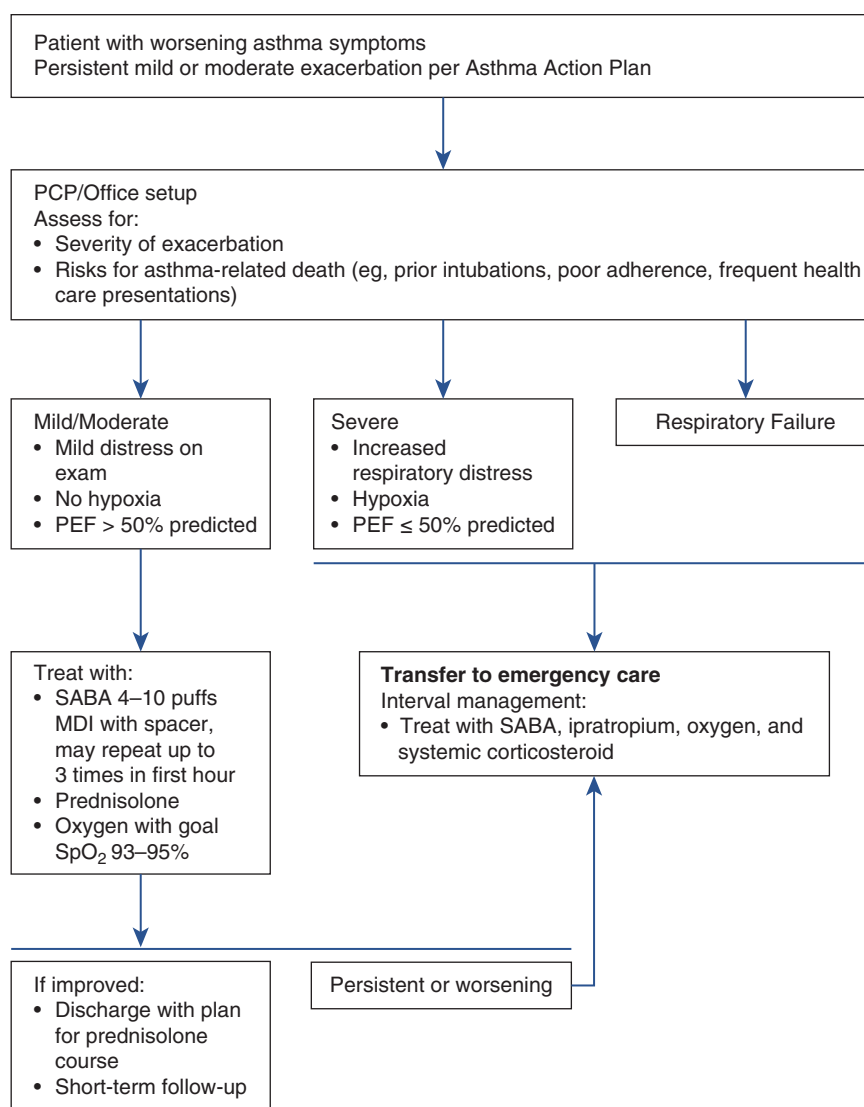 Patient with worsening asthma symptoms
Persistent mild or moderate exacerbation per Asthma Action Plan
PCP/Office setup
Assess for:
• Severity of exacerbation
• Risks for asthma-related death (eg, prior intubations, poor adherence, frequent health
care presentations)
Mild/Moderate
• Mild distress on
exam
• No hypoxia
• PEF > 50% predicted
Severe
• Increased
respiratory distress
• Hypoxia
• PEF ≤ 50% predicted
Respiratory Failure
Treat with:
• SABA 4–10 puffs
MDI with spacer,
may repeat up to
3 times in first hour
• Prednisolone
• Oxygen with goal
SpO₂ 93–95%
Transfer to emergency care
Interval management:
• Treat with SABA, ipratropium, oxygen, and
systemic corticosteroid
If improved:
• Discharge with plan
for prednisolone
course
• Short-term follow-up
Persistent or worsening